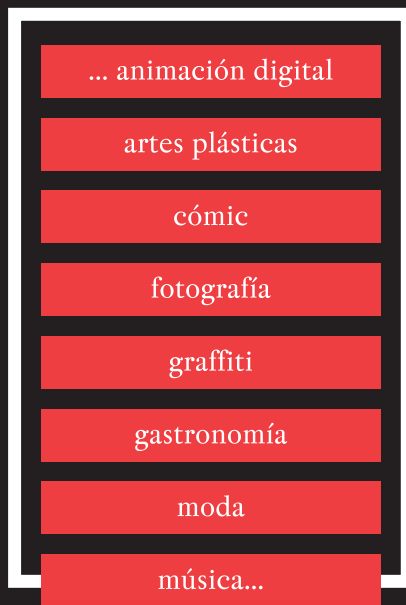 ... animación digital
artes plásticas
cómic
fotografía
graffiti
gastronomía
moda
música...